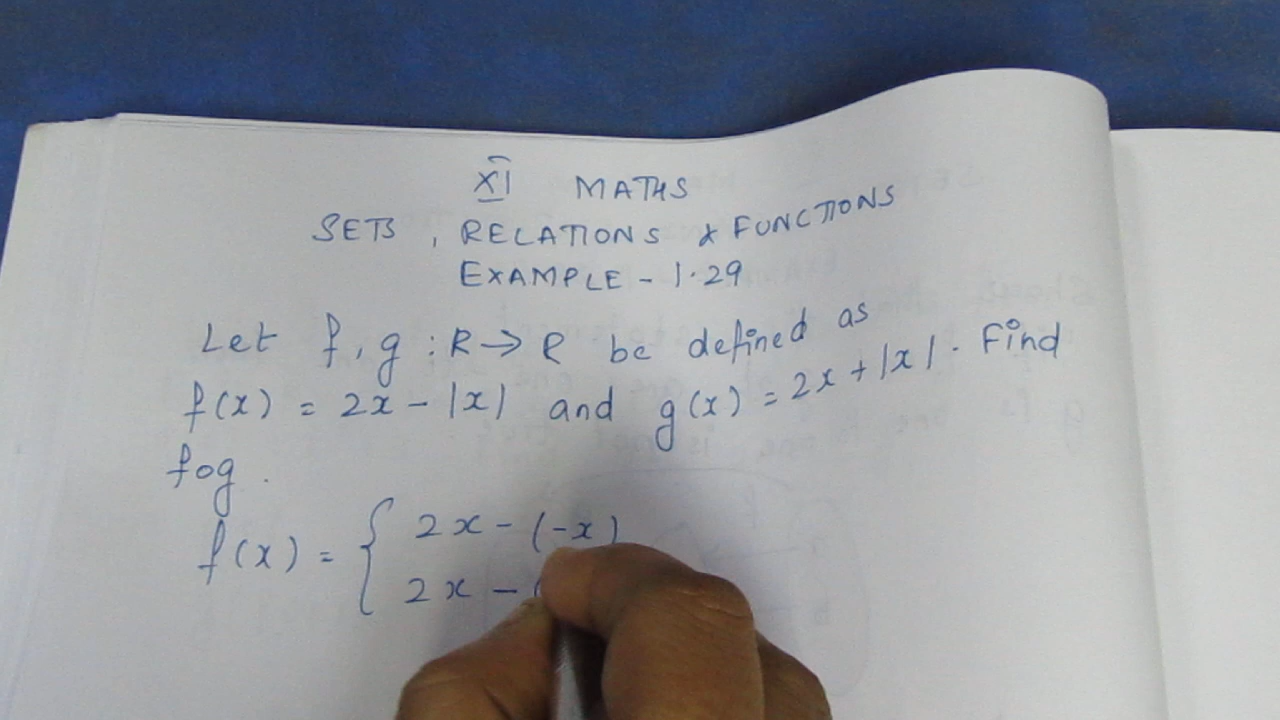 XI MATHS
SETS, RELATIONS & FUNCTIONS
EXAMPLE - 1.29
Let f, g : R → R be defined as
f(x) = 2x - |x| and g(x) = 2x + |x|. Find
fog.
f(x) = { 2x - (-x)
2x - (